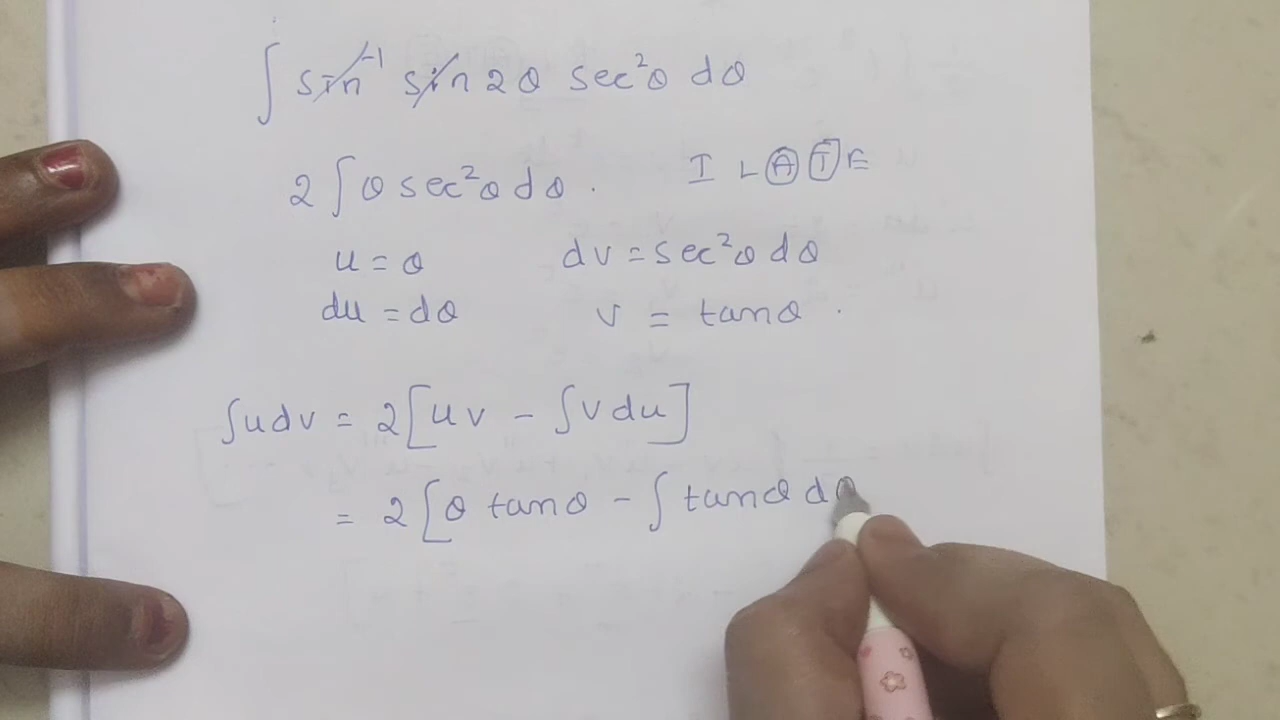 ∫ sin⁻¹ sin 2θ sec²θ dθ
2 ∫ θ sec²θ dθ . I L A T E
u = θ dv = sec²θ dθ
du = dθ v = tanθ .
∫udv = 2[uv - ∫vdu]
= 2[θ tanθ - ∫ tanθ dθ